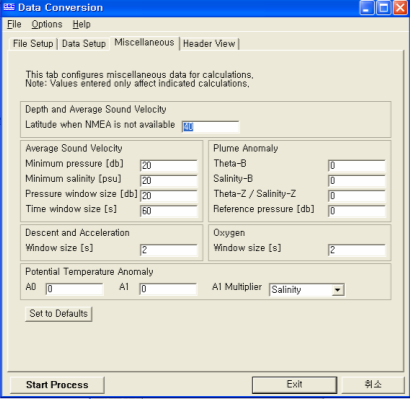 Data Conversion
File Options Help
File Setup Data Setup Miscellaneous Header View
This tab configures miscellaneous data for calculations,
Note: Values entered only affect indicated calculations,
Depth and Average Sound Velocity
Latitude when NMEA is not available 40
Average Sound Velocity
Minimum pressure [db] 20
Minimum salinity [psu] 20
Pressure window size [db] 20
Time window size [s] 60
Plume Anomaly
Theta-B 0
Salinity-B 0
Theta-Z / Salinity-Z 0
Reference pressure [db] 0
Descent and Acceleration
Window size [s] 2
Oxygen
Window size [s] 2
Potential Temperature Anomaly
A0 0 A1 0 A1 Multiplier Salinity
Set to Defaults
Start Process Exit 취소